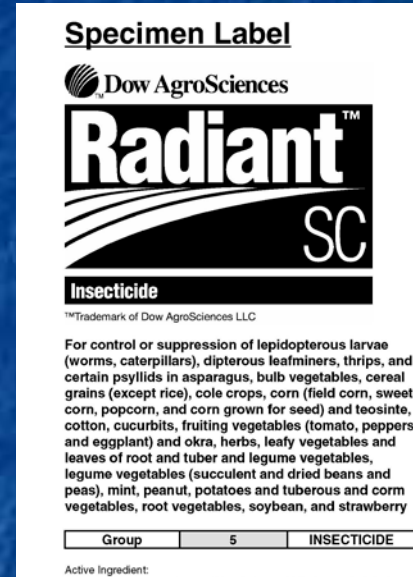 Specimen Label
Dow AgroSciences
Radiant™
SC
Insecticide
™Trademark of Dow AgroSciences LLC
For control or suppression of lepidopterous larvae
(worms, caterpillars), dipterous leafminers, thrips, and
certain psyllids in asparagus, bulb vegetables, cereal
grains (except rice), cole crops, corn (field corn, sweet
corn, popcorn, and corn grown for seed) and teosinte,
cotton, cucurbits, fruiting vegetables (tomato, peppers
and eggplant) and okra, herbs, leafy vegetables and
leaves of root and tuber and legume vegetables,
legume vegetables (succulent and dried beans and
peas), mint, peanut, potatoes and tuberous and corm
vegetables, root vegetables, soybean, and strawberry
Group 5 INSECTICIDE
Active Ingredient: